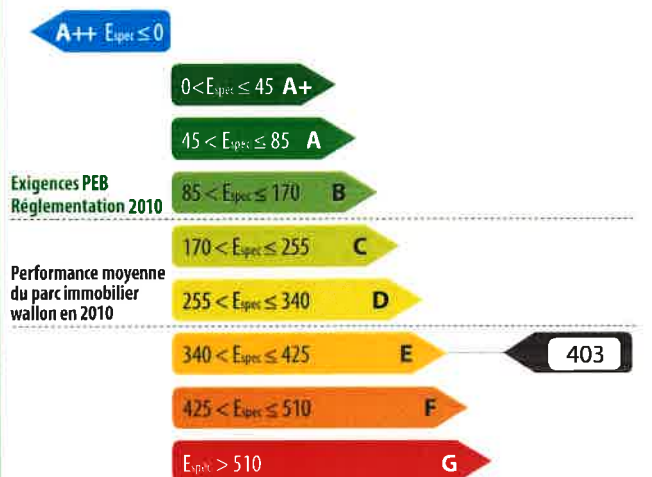 A++ Espec ≤ 0
0 < Espec ≤ 45 A+
45 < Espec ≤ 85 A
Exigences PEB
Réglementation 2010
85 < Espec ≤ 170 B
170 < Espec ≤ 255 C
Performance moyenne
du parc immobilier
wallon en 2010
255 < Espec ≤ 340 D
340 < Espec ≤ 425 E
403
425 < Espec ≤ 510 F
Espec > 510 G